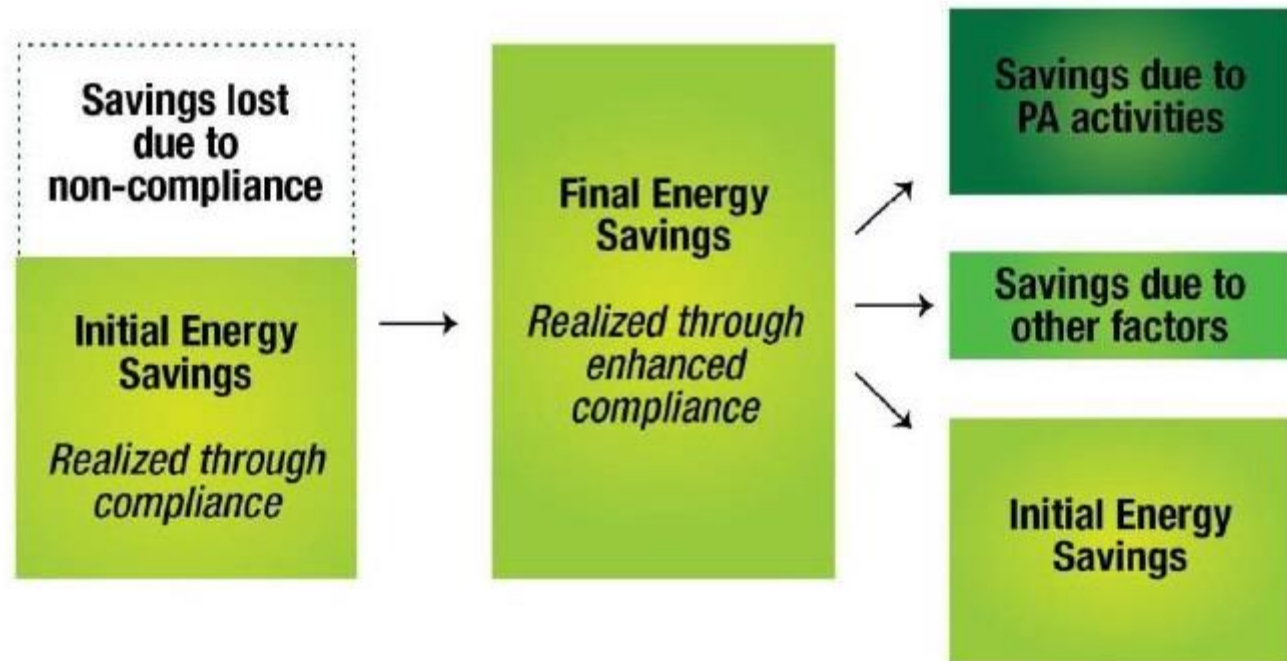 Savings lost
due to
non-compliance
Initial Energy
Savings
Realized through
compliance
Final Energy
Savings
Realized through
enhanced
compliance
Savings due to
PA activities
Savings due to
other factors
Initial Energy
Savings